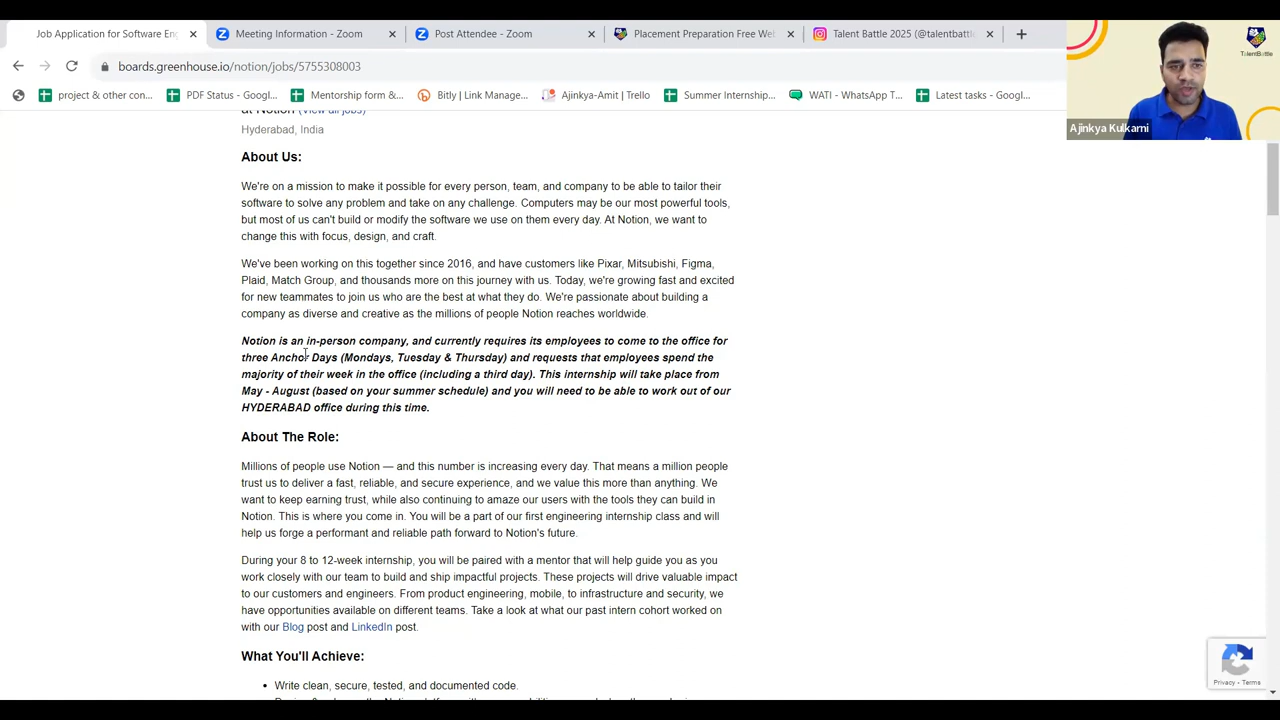 Job Application for Software Eng
Meeting Information - Zoom
Post Attendee - Zoom
Placement Preparation Free Web
Talent Battle 2025 (@talentbattle
boards.greenhouse.io/notion/jobs/5755308003
project & other con...
PDF Status - Googl...
Mentorship form &...
Bitly | Link Manage...
Ajinkya-Amit | Trello
Summer Internship...
WATI - WhatsApp T...
Latest tasks - Googl...
TalentBattle
Ajinkya Kulkarni
at Notion (View all jobs)
Hyderabad, India
About Us:
We're on a mission to make it possible for every person, team, and company to be able to tailor their
software to solve any problem and take on any challenge. Computers may be our most powerful tools,
but most of us can't build or modify the software we use on them every day. At Notion, we want to
change this with focus, design, and craft.
We've been working on this together since 2016, and have customers like Pixar, Mitsubishi, Figma,
Plaid, Match Group, and thousands more on this journey with us. Today, we're growing fast and excited
for new teammates to join us who are the best at what they do. We're passionate about building a
company as diverse and creative as the millions of people Notion reaches worldwide.
Notion is an in-person company, and currently requires its employees to come to the office for
three Anchor Days (Mondays, Tuesday & Thursday) and requests that employees spend the
majority of their week in the office (including a third day). This internship will take place from
May - August (based on your summer schedule) and you will need to be able to work out of our
HYDERABAD office during this time.
About The Role:
Millions of people use Notion — and this number is increasing every day. That means a million people
trust us to deliver a fast, reliable, and secure experience, and we value this more than anything. We
want to keep earning trust, while also continuing to amaze our users with the tools they can build in
Notion. This is where you come in. You will be a part of our first engineering internship class and will
help us forge a performant and reliable path forward to Notion's future.
During your 8 to 12-week internship, you will be paired with a mentor that will help guide you as you
work closely with our team to build and ship impactful projects. These projects will drive valuable impact
to our customers and engineers. From product engineering, mobile, to infrastructure and security, we
have opportunities available on different teams. Take a look at what our past intern cohort worked on
with our Blog post and LinkedIn post.
What You'll Achieve:
• Write clean, secure, tested, and documented code.
Privacy - Terms